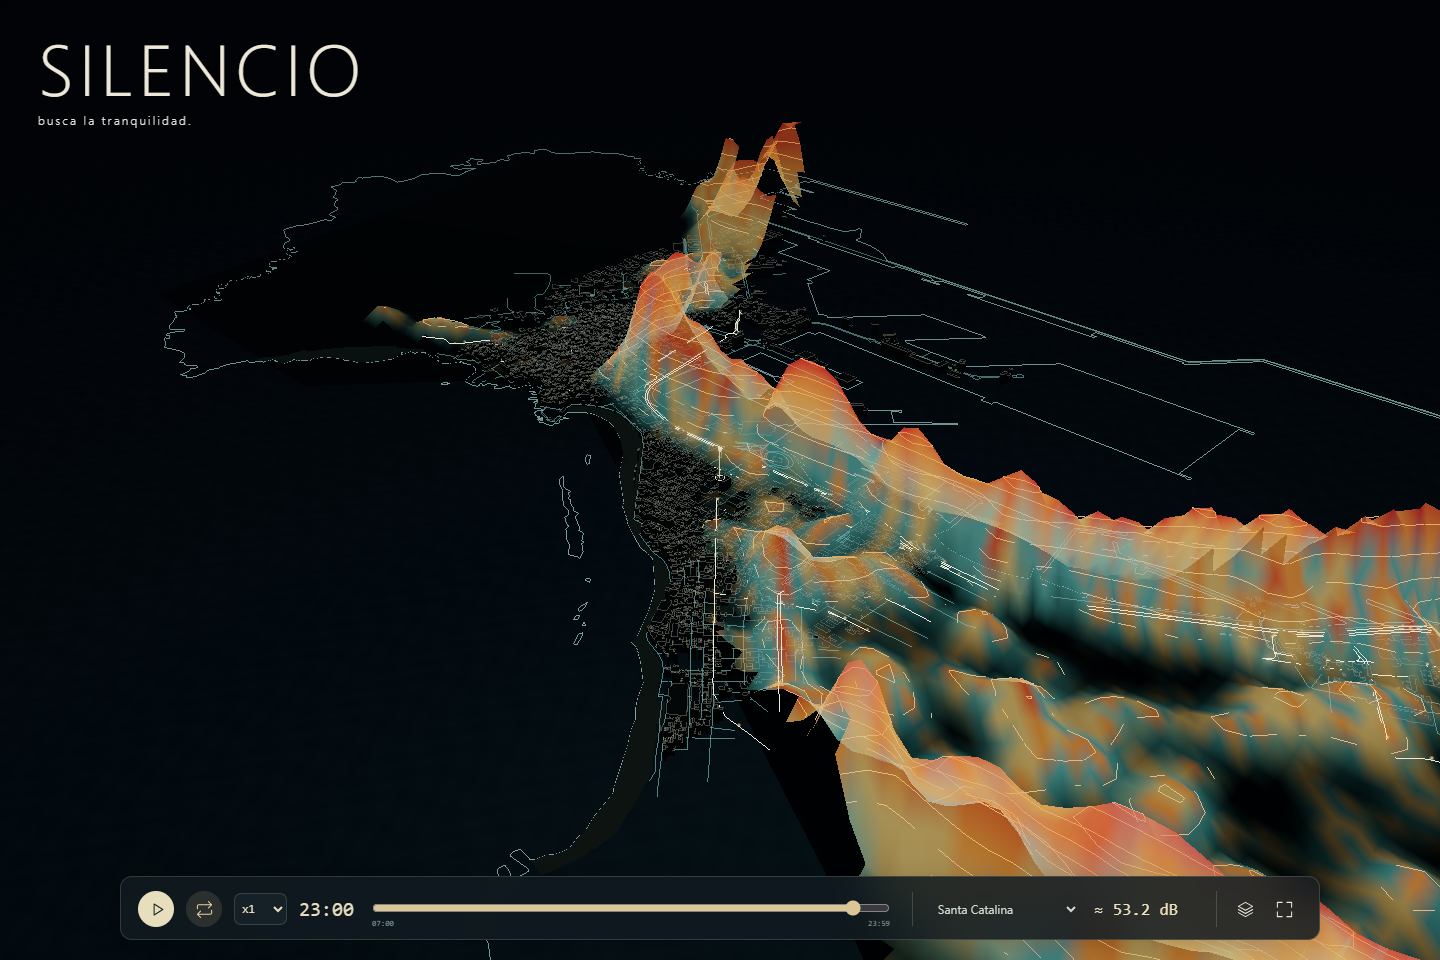 SILENCIO
busca la tranquilidad.
x1
23:00
07:00
23:59
Santa Catalina
≈ 53.2 dB